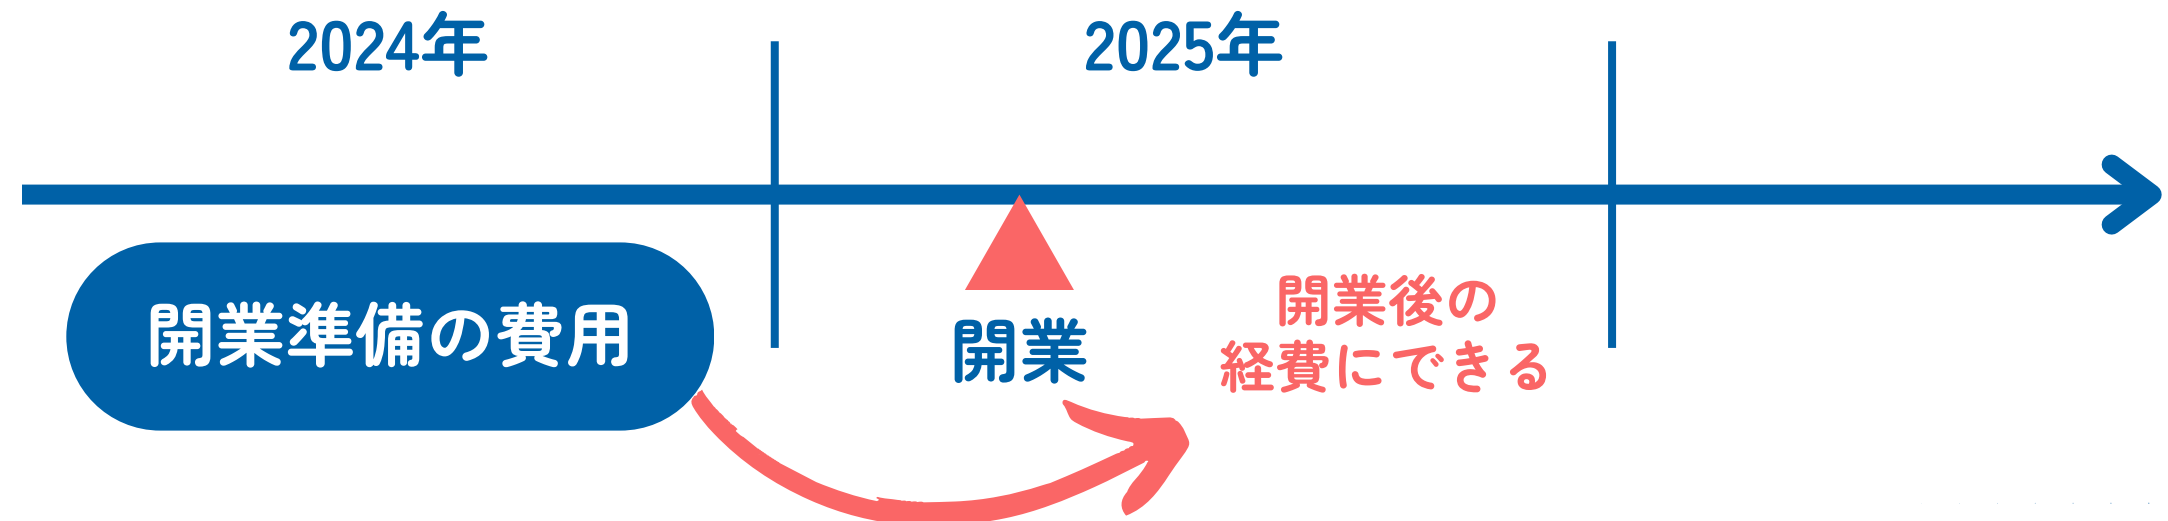 2024年
2025年
開業準備の費用
開業
開業後の
経費にできる